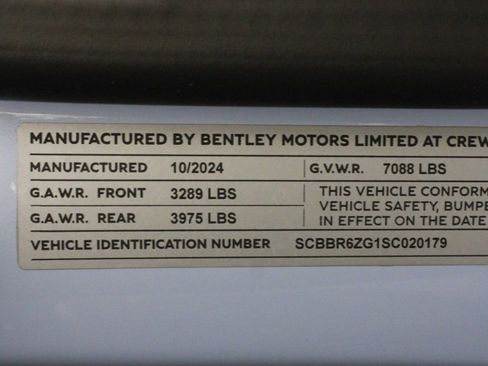 MANUFACTURED BY BENTLEY MOTORS LIMITED AT CREW
MANUFACTURED 10/2024 G.V.W.R. 7088 LBS
G.A.W.R. FRONT 3289 LBS THIS VEHICLE CONFORM
VEHICLE SAFETY, BUMPE
G.A.W.R. REAR 3975 LBS IN EFFECT ON THE DATE
VEHICLE IDENTIFICATION NUMBER SCBBR6ZG1SC020179